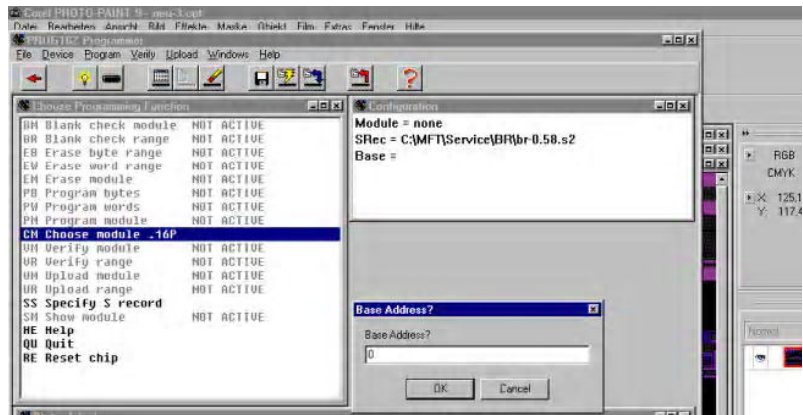 Corel PHOTO-PAINT 9 - neu-3.cpt
Datei Bearbeiten Ansicht Bild Effekte Maske Objekt Film Extras Fenster Hilfe
PROG16Z Programmer
File Device Program Verify Upload Windows Help
Chooze Programming Function
BM Blank check module NOT ACTIVE
BR Blank check range NOT ACTIVE
EB Erase byte range NOT ACTIVE
EW Erase word range NOT ACTIVE
EM Erase module NOT ACTIVE
PB Program bytes NOT ACTIVE
PW Program words NOT ACTIVE
PM Program module NOT ACTIVE
CM Choose module .16P
VM Verify module NOT ACTIVE
VR Verify range NOT ACTIVE
UM Upload module NOT ACTIVE
UR Upload range NOT ACTIVE
SS Specify S record
SM Show module NOT ACTIVE
HE Help
QU Quit
RE Reset chip
Configuration
Module = none
SRec = C:\MFT\Service\BR\br-0.58.s2
Base =
Base Address?
Base Address?
0
OK Cancel
RGB
CMYK
X: 125,1
Y: 117,4
Normal